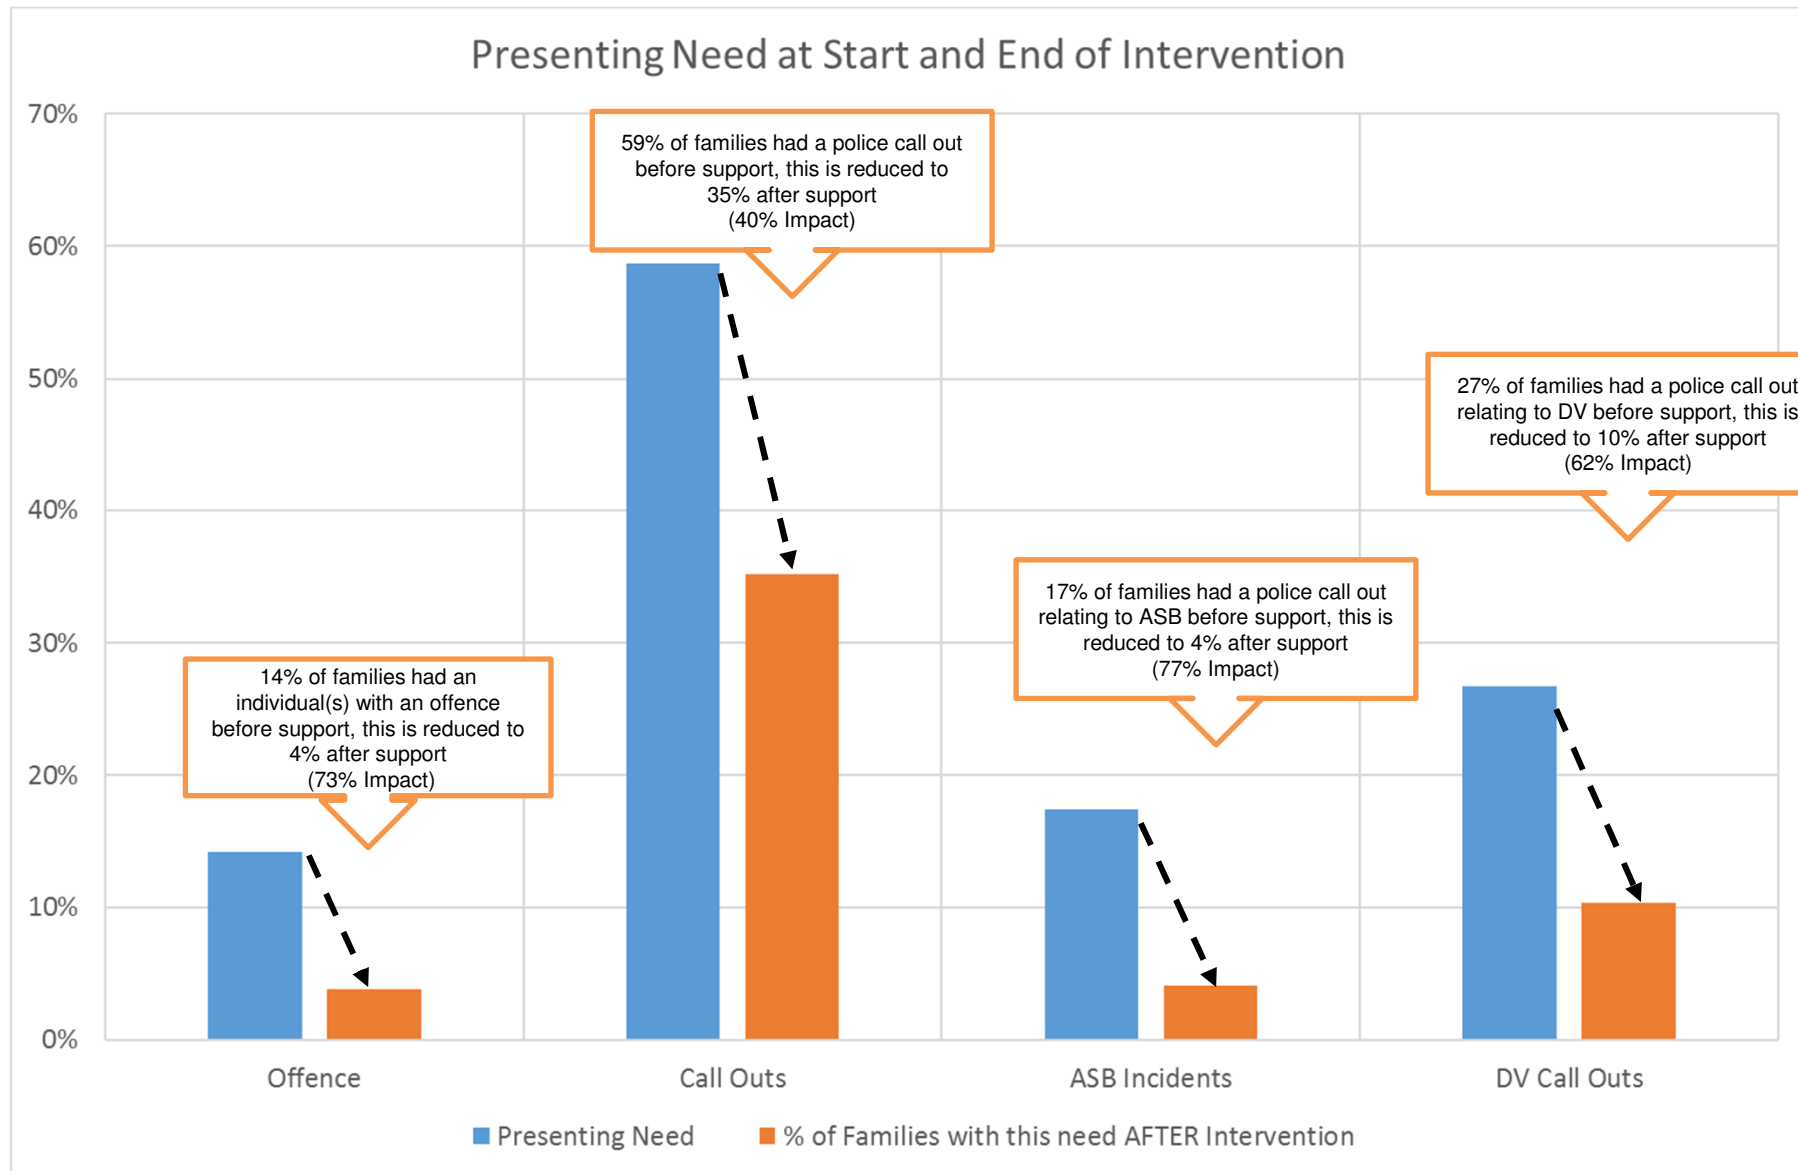 Presenting Need at Start and End of Intervention
70%
60%
50%
40%
30%
20%
10%
0%
59% of families had a police call out
before support, this is reduced to
35% after support
(40% Impact)
27% of families had a police call out
relating to DV before support, this is
reduced to 10% after support
(62% Impact)
17% of families had a police call out
relating to ASB before support, this is
reduced to 4% after support
(77% Impact)
14% of families had an
individual(s) with an offence
before support, this is reduced to
4% after support
(73% Impact)
Offence
Call Outs
ASB Incidents
DV Call Outs
Presenting Need
% of Families with this need AFTER Intervention